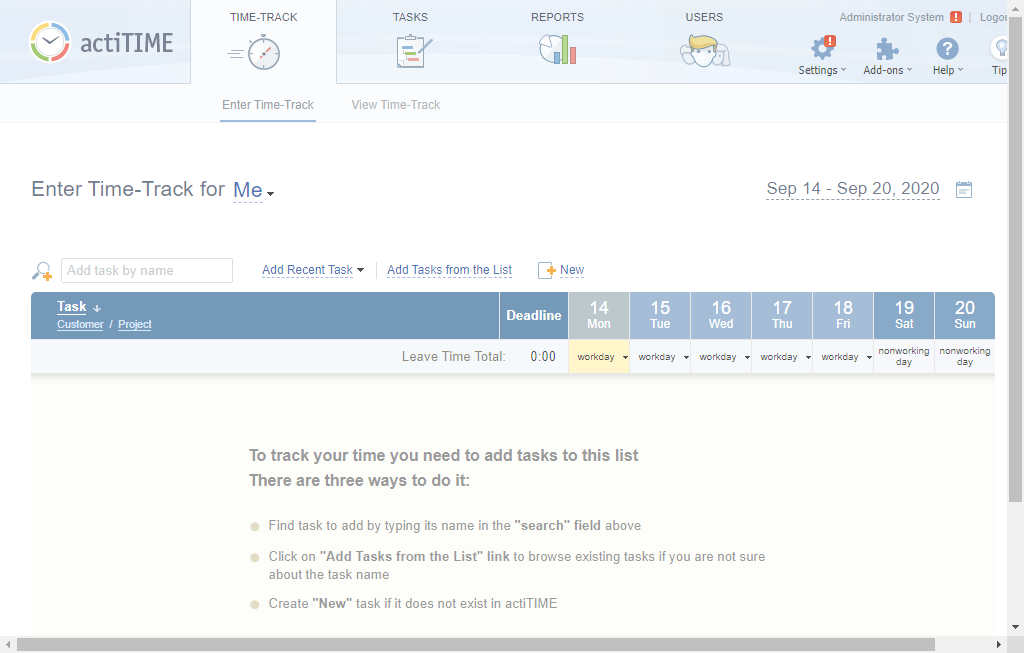 TIME-TRACK
TASKS
REPORTS
USERS
Administrator System ! | Logou
actiTIME
Settings
Add-ons
Help
Tip
Enter Time-Track
View Time-Track
Enter Time-Track for Me
Sep 14 - Sep 20, 2020
Add task by name
Add Recent Task
Add Tasks from the List
New
Task
Customer / Project
Deadline
14 Mon
15 Tue
16 Wed
17 Thu
18 Fri
19 Sat
20 Sun
Leave Time Total: 0:00
workday
workday
workday
workday
workday
nonworking
day
nonworking
day
To track your time you need to add tasks to this list
There are three ways to do it:
Find task to add by typing its name in the "search" field above
Click on "Add Tasks from the List" link to browse existing tasks if you are not sure
about the task name
Create "New" task if it does not exist in actiTIME